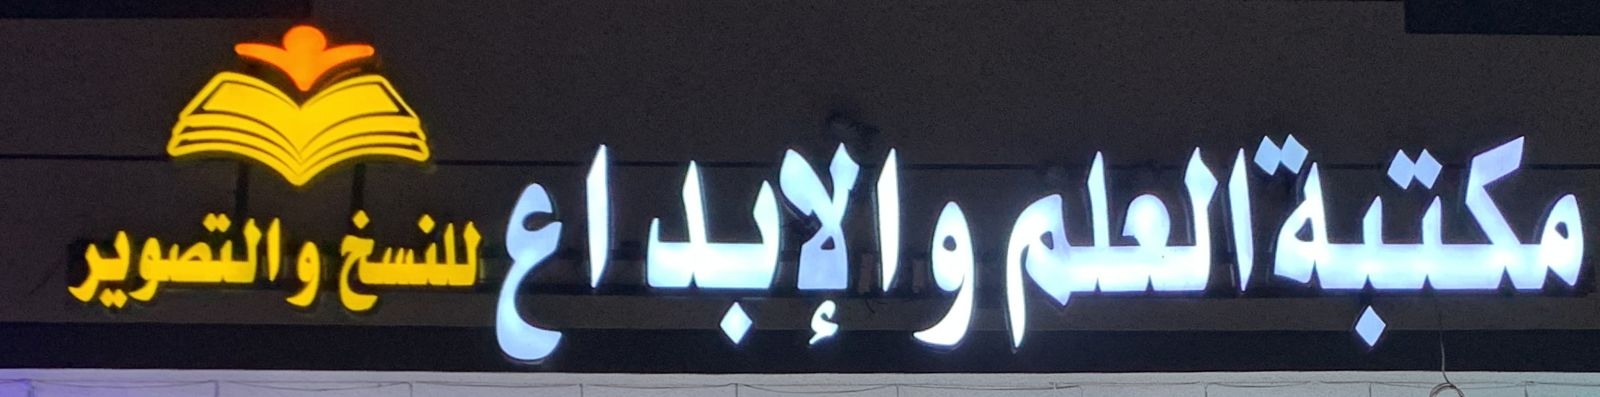 مكتبة العلم والإبداع
للنسخ والتصوير